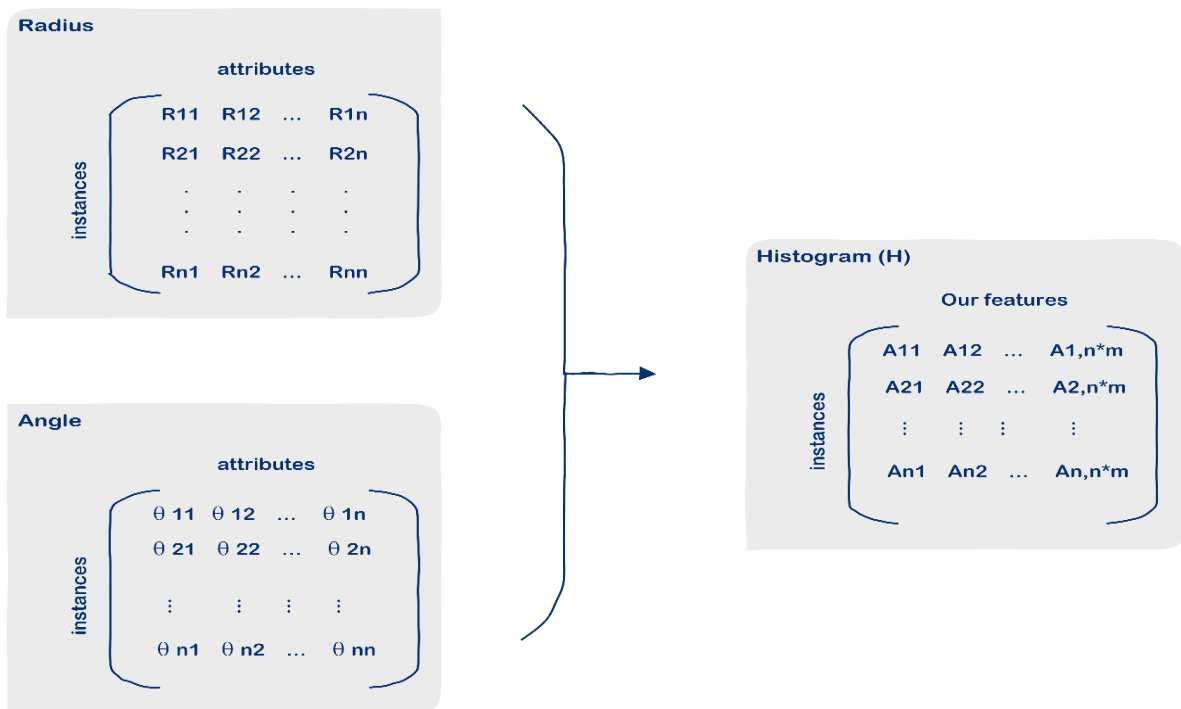 Radius
attributes
instances
R11 R12 ... R1n
R21 R22 ... R2n
. . . .
. . . .
. . . .
Rn1 Rn2 ... Rnn
Angle
attributes
instances
θ 11 θ 12 ... θ 1n
θ 21 θ 22 ... θ 2n
⋮ ⋮ ⋮ ⋮
θ n1 θ n2 ... θ nn
Histogram (H)
Our features
instances
A11 A12 ... A1,n*m
A21 A22 ... A2,n*m
⋮ ⋮ ⋮ ⋮
An1 An2 ... An,n*m